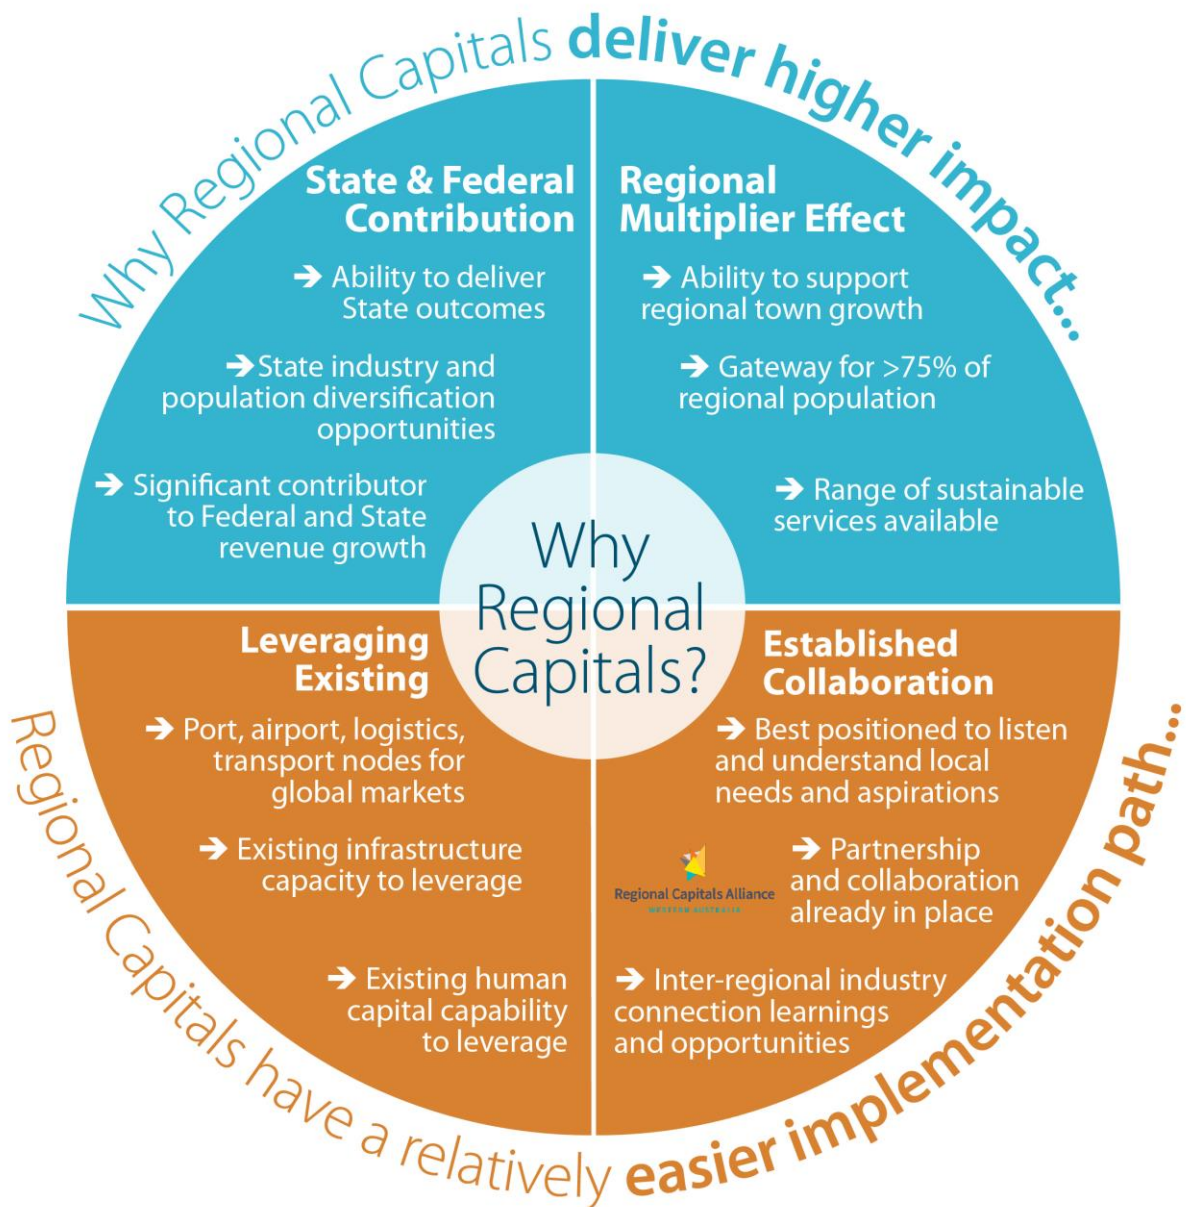 Why Regional Capitals deliver higher impact...
State & Federal
Contribution
➔ Ability to deliver
State outcomes
➔State industry and
population diversification
opportunities
➔ Significant contributor
to Federal and State
revenue growth
Regional
Multiplier Effect
➔ Ability to support
regional town growth
➔ Gateway for >75% of
regional population
➔ Range of sustainable
services available
Why
Regional
Capitals?
Leveraging
Existing
➔ Port, airport, logistics,
transport nodes for
global markets
➔ Existing infrastructure
capacity to leverage
➔ Existing human
capital capability
to leverage
Established
Collaboration
➔ Best positioned to listen
and understand local
needs and aspirations
➔ Partnership
and collaboration
already in place
Regional Capitals Alliance
WESTERN AUSTRALIA
➔ Inter-regional industry
connection learnings
and opportunities
Regional Capitals have a relatively easier implementation path...